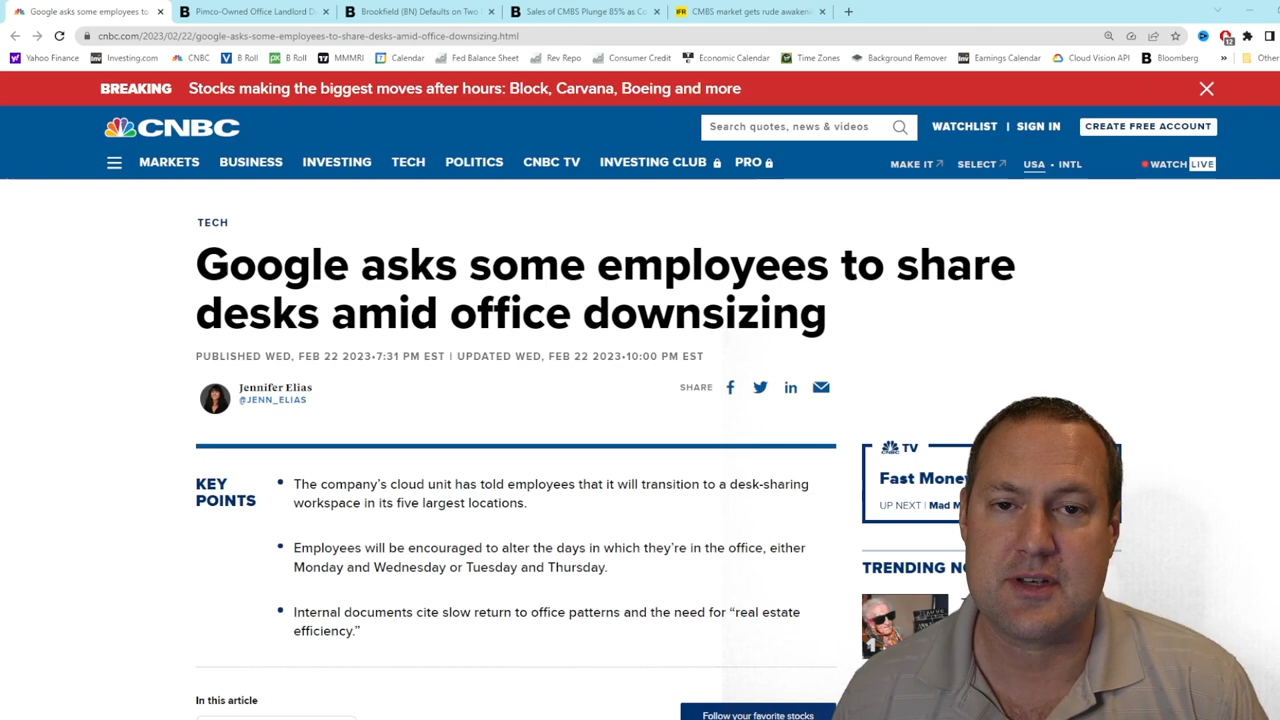 Google asks some employees to
Pimco-Owned Office Landlord D
Brookfield (BN) Defaults on Two
Sales of CMBS Plunge 85% as Co
CMBS market gets rude awaken
cnbc.com/2023/02/22/google-asks-some-employees-to-share-desks-amid-office-downsizing.html
12
Yahoo Finance
Investing.com
CNBC
B Roll
B Roll
MMMRI
Calendar
Fed Balance Sheet
Rev Repo
Consumer Credit
Economic Calendar
Time Zones
Background Remover
Earnings Calendar
Cloud Vision API
Bloomberg
Other
BREAKING
Stocks making the biggest moves after hours: Block, Carvana, Boeing and more
CNBC
Search quotes, news & videos
WATCHLIST | SIGN IN
CREATE FREE ACCOUNT
MARKETS
BUSINESS
INVESTING
TECH
POLITICS
CNBC TV
INVESTING CLUB
PRO
MAKE IT
SELECT
USA • INTL
WATCH LIVE
TECH
Google asks some employees to share
desks amid office downsizing
PUBLISHED WED, FEB 22 2023•7:31 PM EST | UPDATED WED, FEB 22 2023•10:00 PM EST
Jennifer Elias
@JENN_ELIAS
SHARE
KEY
POINTS
The company's cloud unit has told employees that it will transition to a desk-sharing
workspace in its five largest locations.
Employees will be encouraged to alter the days in which they're in the office, either
Monday and Wednesday or Tuesday and Thursday.
Internal documents cite slow return to office patterns and the need for “real estate
efficiency.”
In this article
Follow your favorite stocks
TV
Fast Money
UP NEXT | Mad M
TRENDING NO
1